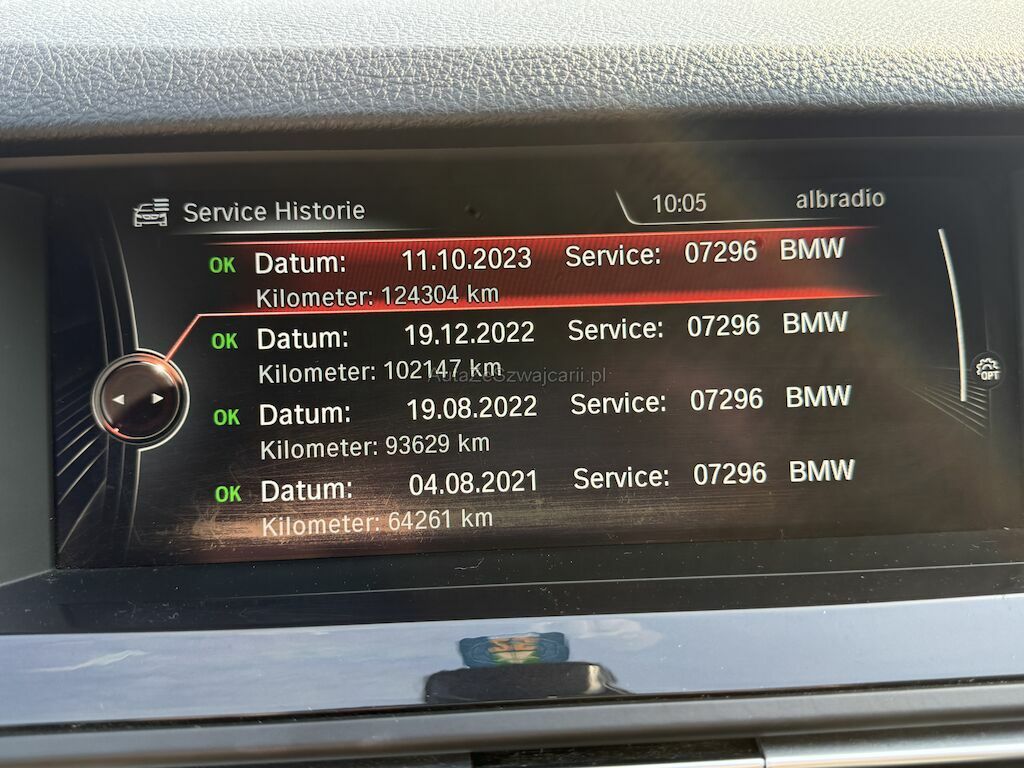 Service Historie 10:05 albradio
OK Datum: 11.10.2023 Service: 07296 BMW
Kilometer: 124304 km
OK Datum: 19.12.2022 Service: 07296 BMW
Kilometer: 102147 km
AutaZeSzwajcarii.pl
OK Datum: 19.08.2022 Service: 07296 BMW
Kilometer: 93629 km
OK Datum: 04.08.2021 Service: 07296 BMW
Kilometer: 64261 km
OPT